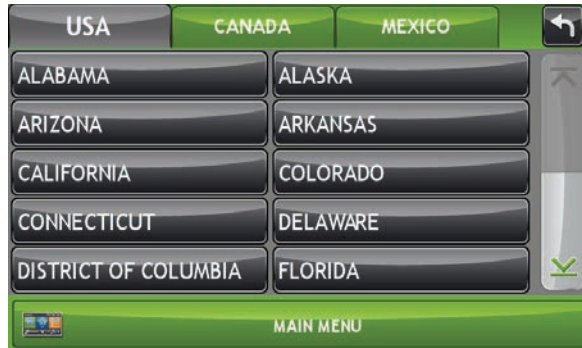 USA CANADA MEXICO
ALABAMA ALASKA
ARIZONA ARKANSAS
CALIFORNIA COLORADO
CONNECTICUT DELAWARE
DISTRICT OF COLUMBIA FLORIDA
MAIN MENU